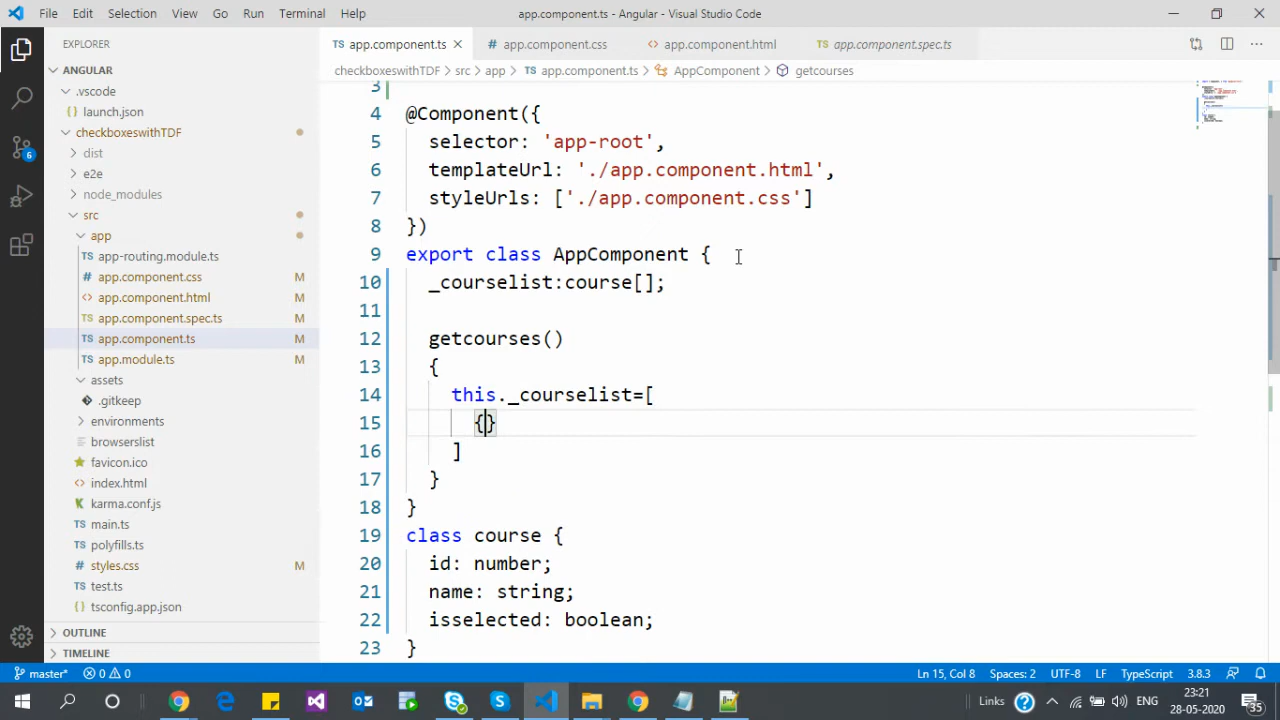 File Edit Selection View Go Run Terminal Help app.component.ts - Angular - Visual Studio Code
EXPLORER
ANGULAR
.vscode
launch.json
checkboxeswithTDF
dist
e2e
node_modules
src
app
app-routing.module.ts
app.component.css M
app.component.html M
app.component.spec.ts M
app.component.ts M
app.module.ts M
assets
.gitkeep
environments
browserslist
favicon.ico
index.html
karma.conf.js
main.ts
polyfills.ts
styles.css M
test.ts
tsconfig.app.json
OUTLINE
TIMELINE
TS app.component.ts # app.component.css <> app.component.html TS app.component.spec.ts
checkboxeswithTDF > src > app > TS app.component.ts > AppComponent > getcourses
3
4 @Component({
5 selector: 'app-root',
6 templateUrl: './app.component.html',
7 styleUrls: ['./app.component.css']
8 })
9 export class AppComponent {
10 _courselist:course[];
11
12 getcourses()
13 {
14 this._courselist=[
15 {}
16 ]
17 }
18 }
19 class course {
20 id: number;
21 name: string;
22 isselected: boolean;
23 }
master* 0 0 Ln 15, Col 8 Spaces: 2 UTF-8 LF TypeScript 3.8.3
Links ENG 23:21 28-05-2020 35